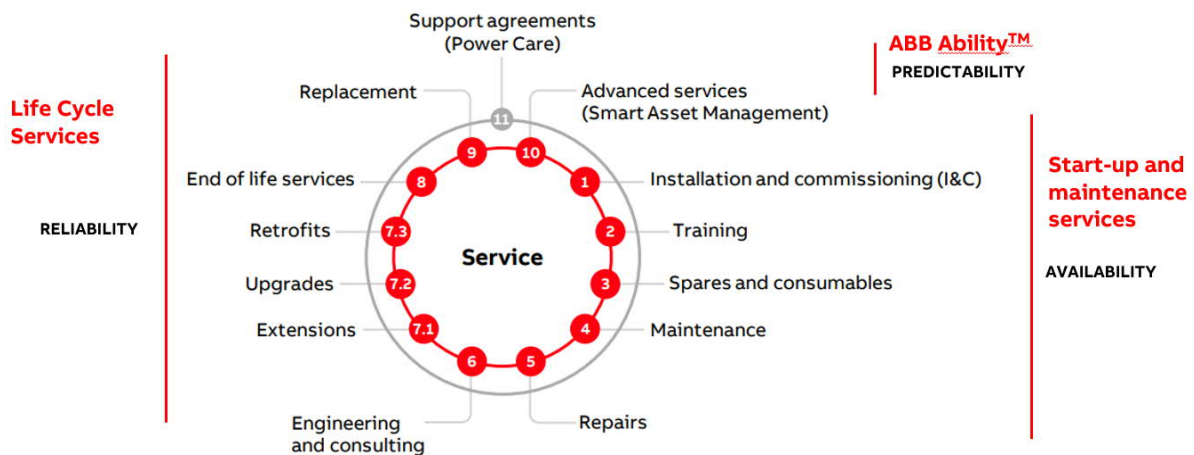 Support agreements
(Power Care)
ABB Ability™
PREDICTABILITY
Life Cycle
Services
RELIABILITY
Replacement
Advanced services
(Smart Asset Management)
11
9
10
End of life services
8
1
Installation and commissioning (I&C)
Start-up and
maintenance
services
AVAILABILITY
Retrofits
7.3
2
Training
Service
Upgrades
7.2
3
Spares and consumables
Extensions
7.1
4
Maintenance
6
5
Engineering
and consulting
Repairs